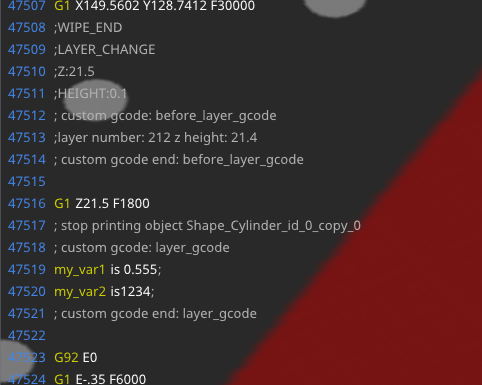 47507 G1 X149.5602 Y128.7412 F30000
47508 ;WIPE_END
47509 ;LAYER_CHANGE
47510 ;Z:21.5
47511 ;HEIGHT:0.1
47512 ; custom gcode: before_layer_gcode
47513 ;layer number: 212 z height: 21.4
47514 ; custom gcode end: before_layer_gcode
47515
47516 G1 Z21.5 F1800
47517 ; stop printing object Shape_Cylinder_id_0_copy_0
47518 ; custom gcode: layer_gcode
47519 my_var1 is 0.555;
47520 my_var2 is1234;
47521 ; custom gcode end: layer_gcode
47522
47523 G92 E0
47524 G1 E-.35 F6000